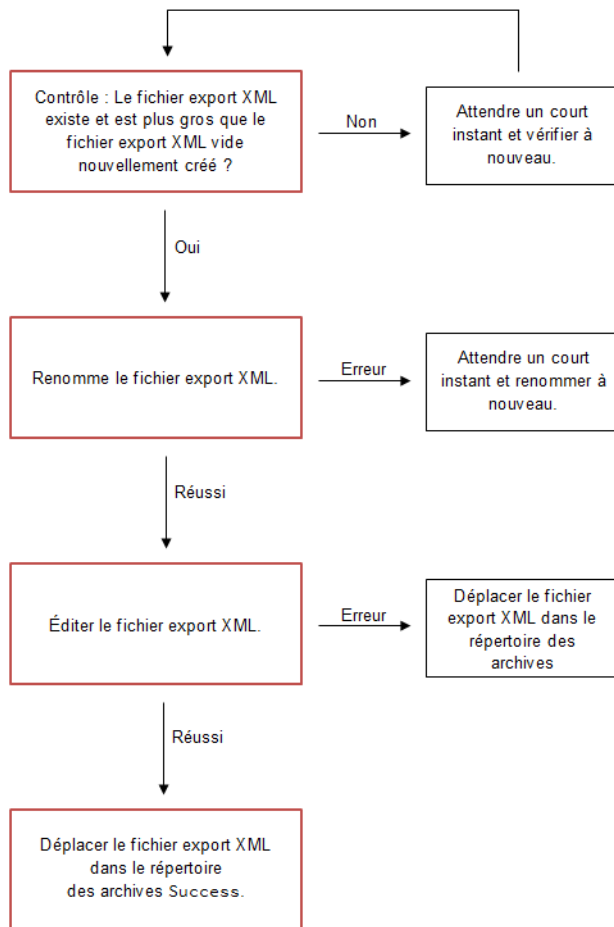 Contrôle : Le fichier export XML
existe et est plus gros que le
fichier export XML vide
nouvellement créé ?
Non
Attendre un court
instant et vérifier à
nouveau.
Oui
Renomme le fichier export XML.
Erreur
Attendre un court
instant et renommer à
nouveau.
Réussi
Éditer le fichier export XML.
Erreur
Déplacer le fichier
export XML dans le
répertoire des
archives
Réussi
Déplacer le fichier export XML
dans le répertoire
des archives Success.